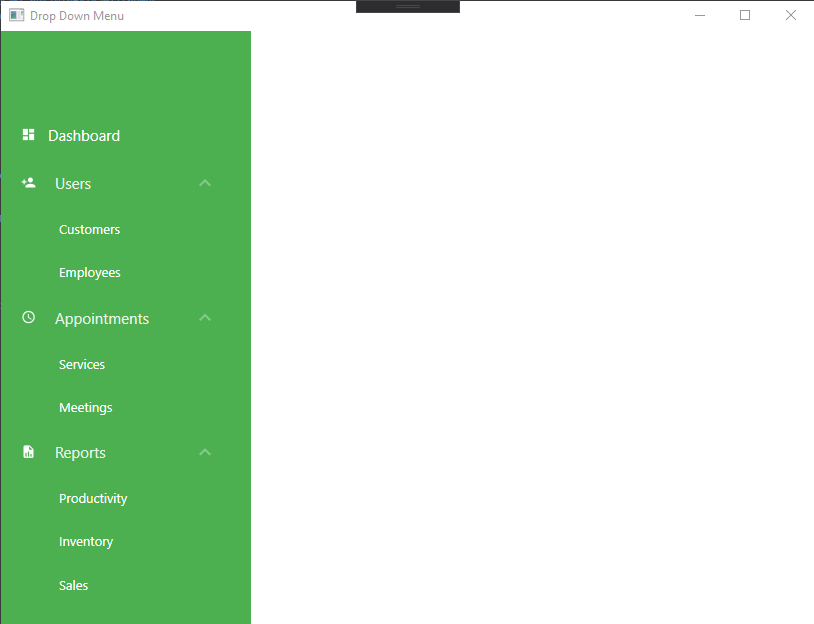 Drop Down Menu
Dashboard
Users
Customers
Employees
Appointments
Services
Meetings
Reports
Productivity
Inventory
Sales